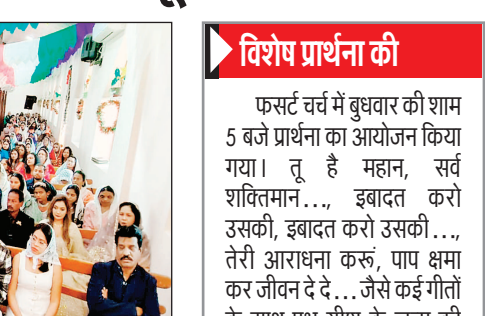 विशेष प्रार्थना की
फसर्ट चर्च में बुधवार की शाम
5 बजे प्रार्थना का आयोजन किया
गया। तू है महान, सर्व
शक्तिमान..., इबादत करो
उसकी, इबादत करो उसकी...,
तेरी आराधना करूं, पाप क्षमा
कर जीवन दे दे...जैसे कई गीतों